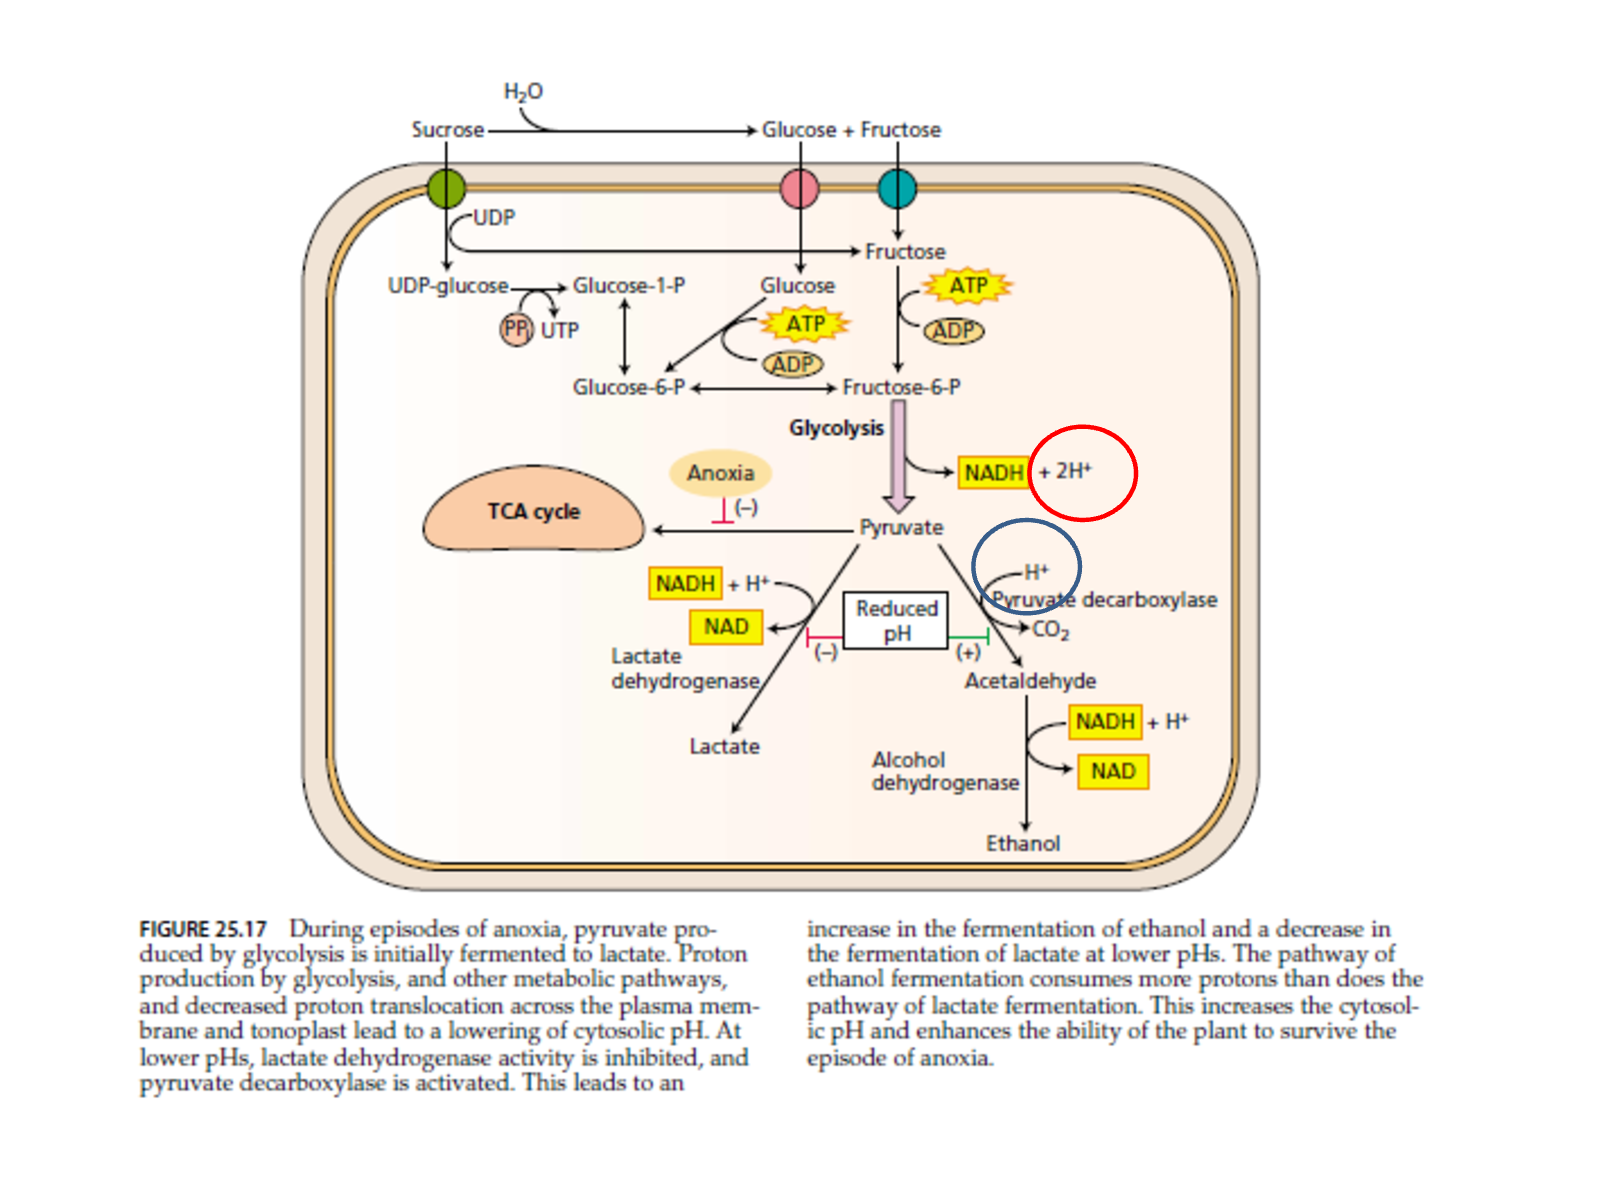 H₂O
Sucrose
Glucose + Fructose
UDP
Fructose
UDP-glucose
Glucose-1-P
Glucose
ATP
PPi
UTP
ATP
ADP
ADP
Glucose-6-P
Fructose-6-P
Glycolysis
Anoxia
NADH + 2H⁺
(–)
TCA cycle
Pyruvate
H⁺
NADH + H⁺
Pyruvate decarboxylase
Reduced
pH
NAD
CO₂
(–)
(+)
Lactate
dehydrogenase
Acetaldehyde
NADH + H⁺
Lactate
Alcohol
dehydrogenase
NAD
Ethanol
FIGURE 25.17 During episodes of anoxia, pyruvate pro-
duced by glycolysis is initially fermented to lactate. Proton
production by glycolysis, and other metabolic pathways,
and decreased proton translocation across the plasma mem-
brane and tonoplast lead to a lowering of cytosolic pH. At
lower pHs, lactate dehydrogenase activity is inhibited, and
pyruvate decarboxylase is activated. This leads to an
increase in the fermentation of ethanol and a decrease in
the fermentation of lactate at lower pHs. The pathway of
ethanol fermentation consumes more protons than does the
pathway of lactate fermentation. This increases the cytosol-
ic pH and enhances the ability of the plant to survive the
episode of anoxia.